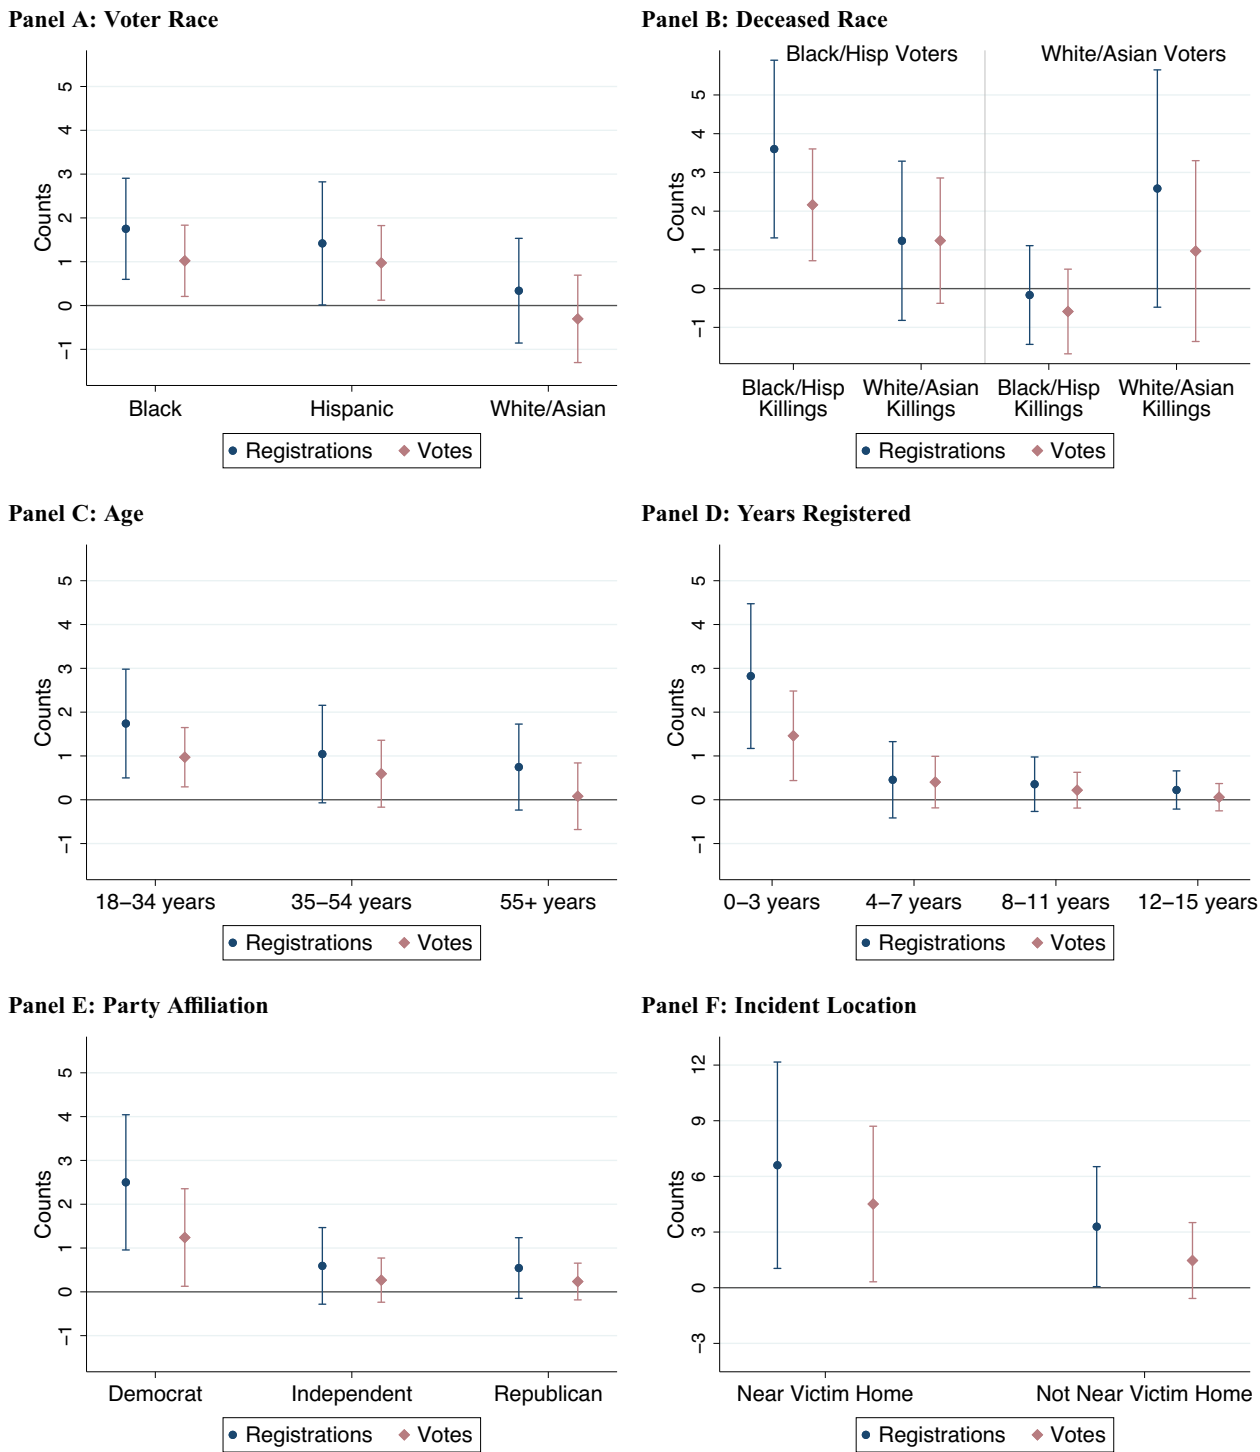 Panel A: Voter Race
Counts
5
4
3
2
1
0
−1
Black
Hispanic
White/Asian
Registrations
Votes
Panel B: Deceased Race
Black/Hisp Voters
White/Asian Voters
Counts
5
4
3
2
1
0
−1
Black/Hisp
Killings
White/Asian
Killings
Black/Hisp
Killings
White/Asian
Killings
Registrations
Votes
Panel C: Age
Counts
5
4
3
2
1
0
−1
18−34 years
35−54 years
55+ years
Registrations
Votes
Panel D: Years Registered
Counts
5
4
3
2
1
0
−1
0−3 years
4−7 years
8−11 years
12−15 years
Registrations
Votes
Panel E: Party Affiliation
Counts
5
4
3
2
1
0
−1
Democrat
Independent
Republican
Registrations
Votes
Panel F: Incident Location
Counts
12
9
6
3
0
−3
Near Victim Home
Not Near Victim Home
Registrations
Votes